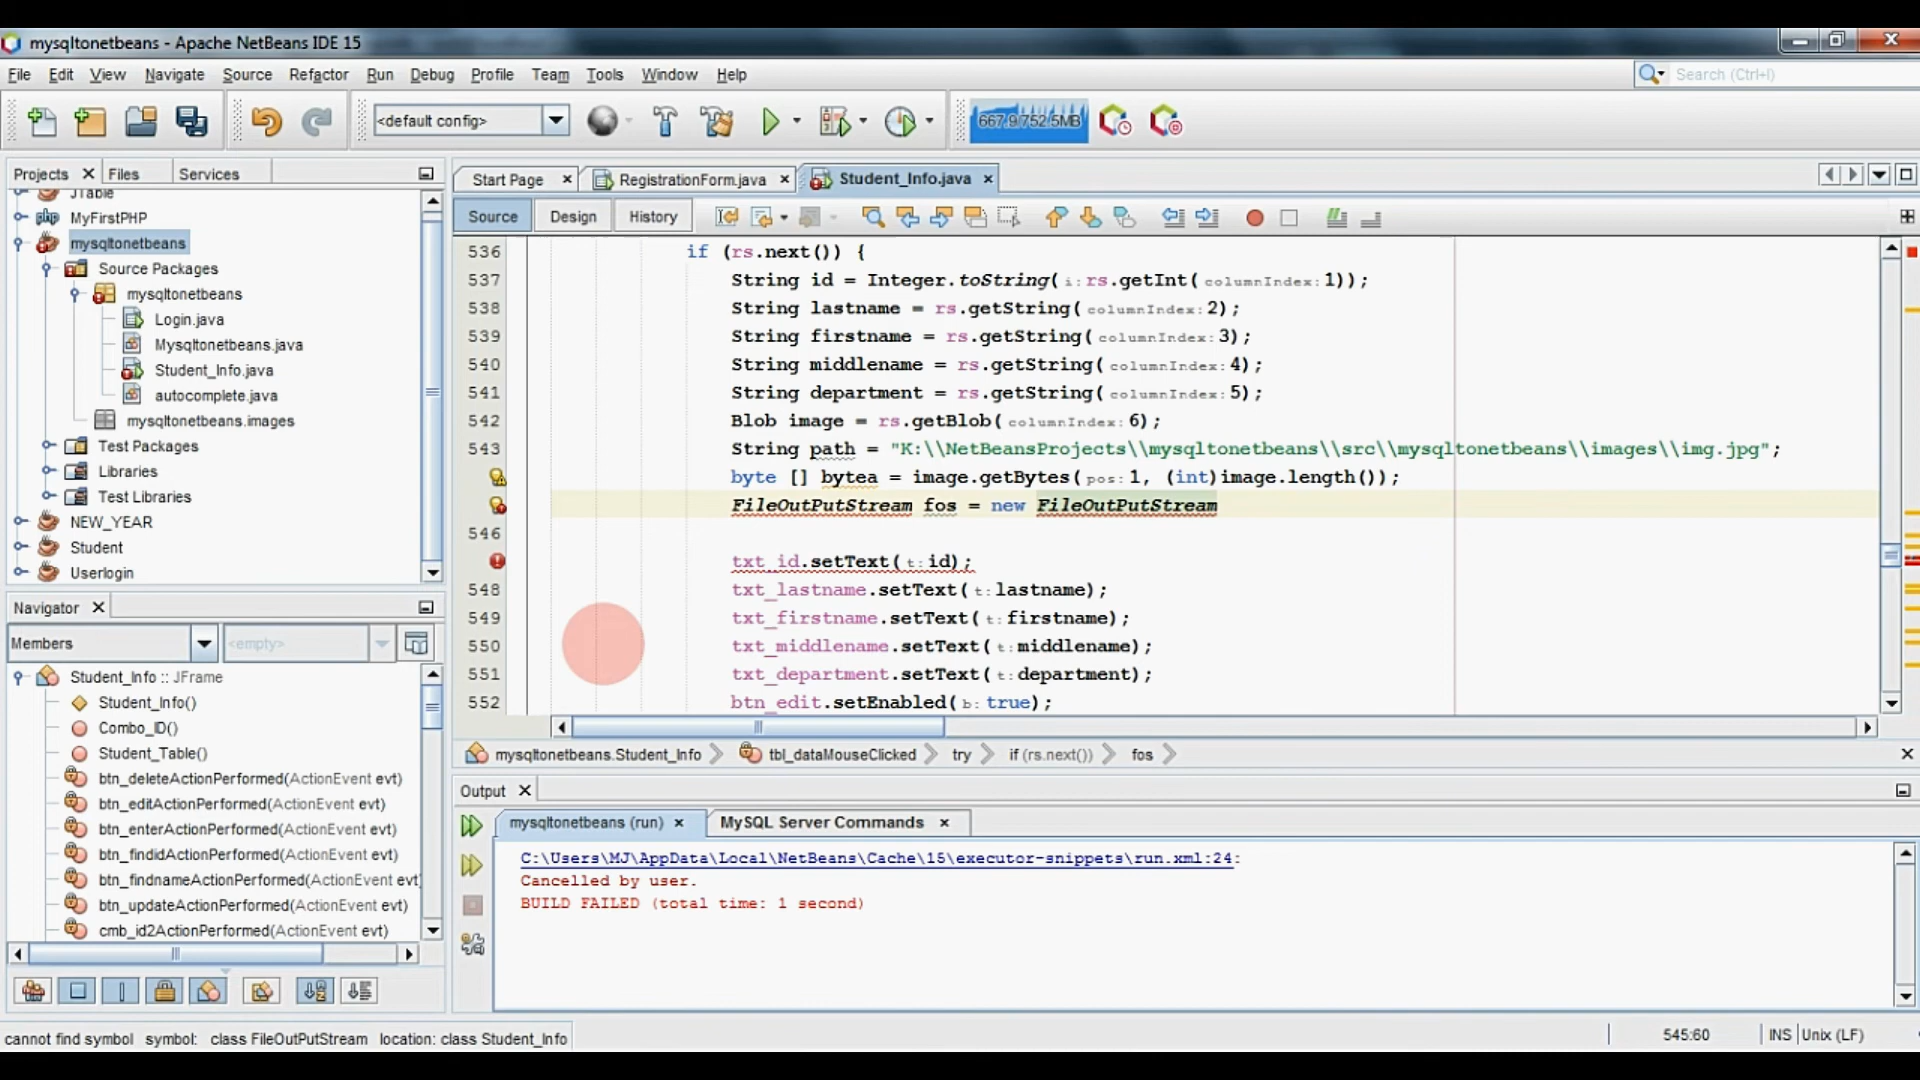 mysqltonetbeans - Apache NetBeans IDE 15
File Edit View Navigate Source Refactor Run Debug Profile Team Tools Window Help
Search (Ctrl+I)
<default config>
667.9/752.5MB
Projects Files Services
Start Page RegistrationForm.java Student_Info.java
Source Design History
JTable
MyFirstPHP
mysqltonetbeans
Source Packages
mysqltonetbeans
Login.java
Mysqltonetbeans.java
Student_Info.java
autocomplete.java
mysqltonetbeans.images
Test Packages
Libraries
Test Libraries
NEW_YEAR
Student
Userlogin
536 if (rs.next()) {
537 String id = Integer.toString(i:rs.getInt(columnIndex:1));
538 String lastname = rs.getString(columnIndex:2);
539 String firstname = rs.getString(columnIndex:3);
540 String middlename = rs.getString(columnIndex:4);
541 String department = rs.getString(columnIndex:5);
542 Blob image = rs.getBlob(columnIndex:6);
543 String path = "K:\\NetBeansProjects\\mysqltonetbeans\\src\\mysqltonetbeans\\images\\img.jpg";
byte [] bytea = image.getBytes(pos:1, (int)image.length());
FileOutPutStream fos = new FileOutPutStream
546
txt_id.setText(t:id);
548 txt_lastname.setText(t:lastname);
549 txt_firstname.setText(t:firstname);
550 txt_middlename.setText(t:middlename);
551 txt_department.setText(t:department);
552 btn_edit.setEnabled(b:true);
mysqltonetbeans.Student_Info tbl_dataMouseClicked try if (rs.next()) fos
Navigator
Members <empty>
Student_Info :: JFrame
Student_Info()
Combo_ID()
Student_Table()
btn_deleteActionPerformed(ActionEvent evt)
btn_editActionPerformed(ActionEvent evt)
btn_enterActionPerformed(ActionEvent evt)
btn_findidActionPerformed(ActionEvent evt)
btn_findnameActionPerformed(ActionEvent evt
btn_updateActionPerformed(ActionEvent evt)
cmb_id2ActionPerformed(ActionEvent evt)
Output
mysqltonetbeans (run) MySQL Server Commands
C:\Users\MJ\AppData\Local\NetBeans\Cache\15\executor-snippets\run.xml:24:
Cancelled by user.
BUILD FAILED (total time: 1 second)
cannot find symbol symbol: class FileOutPutStream location: class Student_Info
545:60 INS Unix (LF)